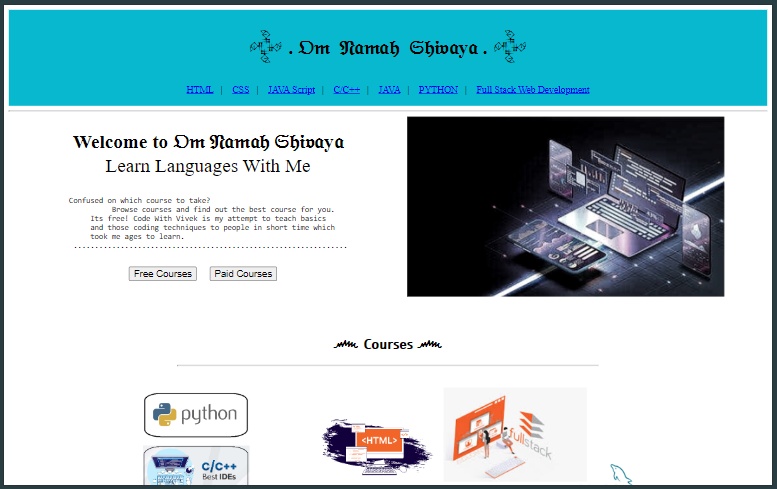 . 𝕺m 𝕹amah 𝕾hivaya .
HTML | CSS | JAVA Script | C/C++ | JAVA | PYTHON | Full Stack Web Development
Welcome to 𝕺m 𝕹amah 𝕾hivaya
Learn Languages With Me
Confused on which course to take?
Browse courses and find out the best course for you.
Its free! Code With Vivek is my attempt to teach basics
and those coding techniques to people in short time which
took me ages to learn.
Free Courses Paid Courses
Courses
python
<HTML>
fullstack
C/C++
Best IDEs